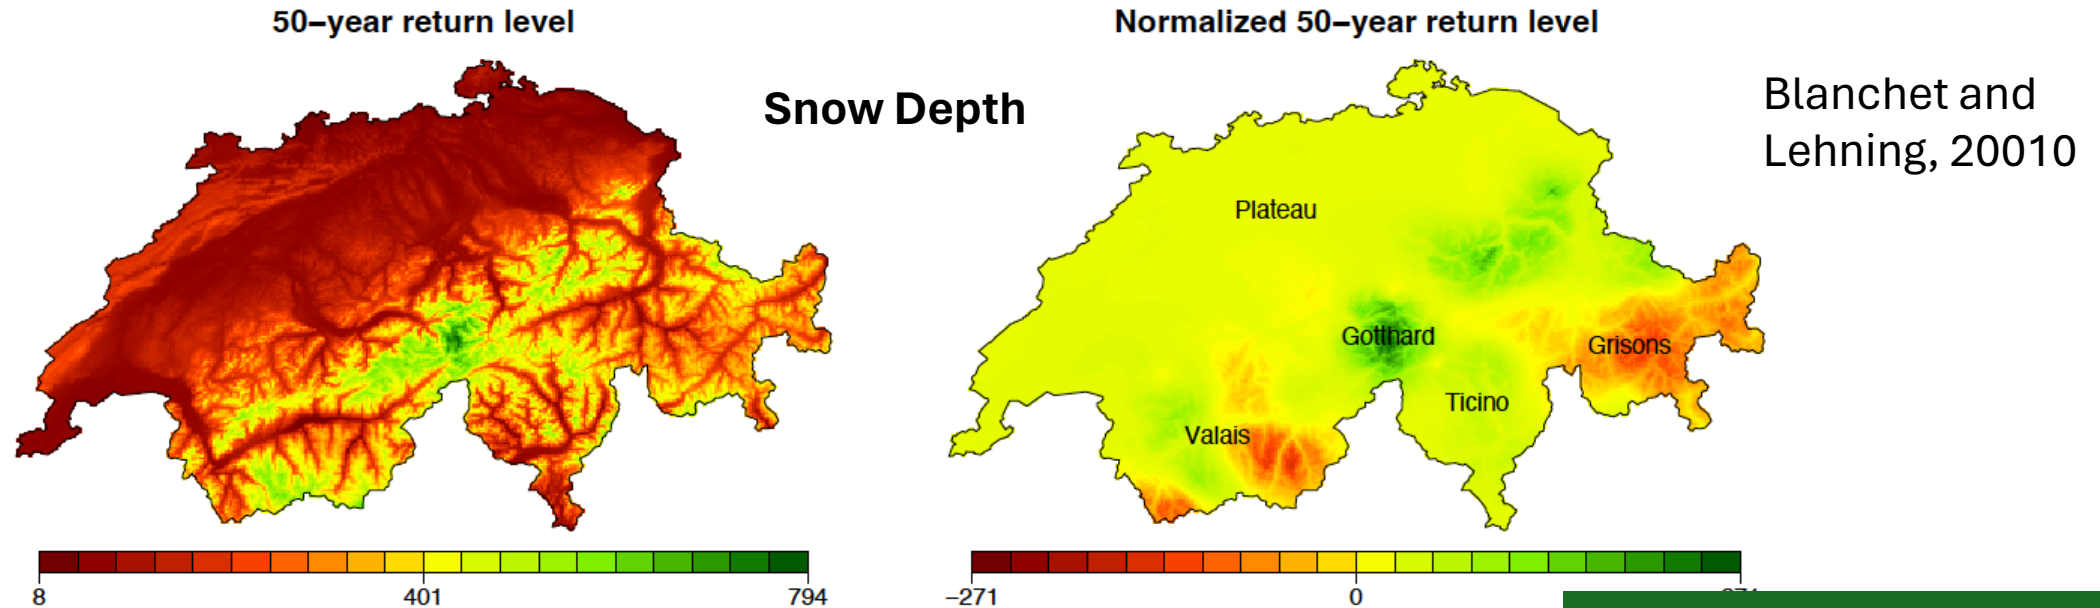 50−year return level
Normalized 50−year return level
Snow Depth
Blanchet and
Lehning, 20010
Plateau
Gotthard
Grisons
Ticino
Valais
8 401 794
−271 0